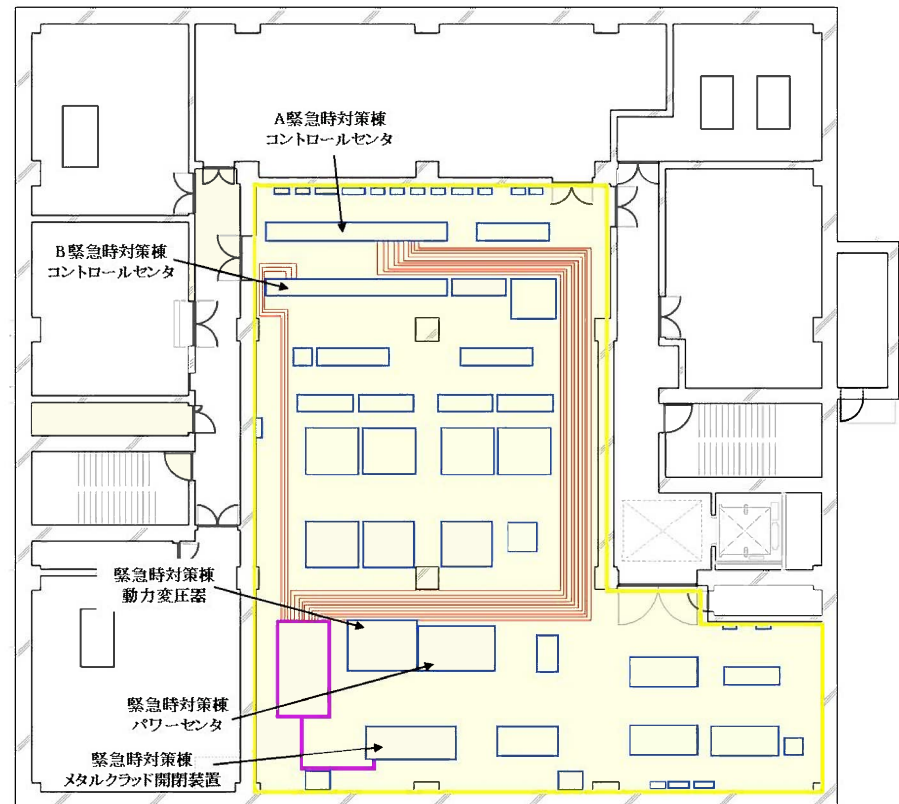 A緊急時対策棟
コントロールセンタ
B緊急時対策棟
コントロールセンタ
緊急時対策棟
動力変圧器
緊急時対策棟
パワーセンタ
緊急時対策棟
メタルクラッド開閉装置